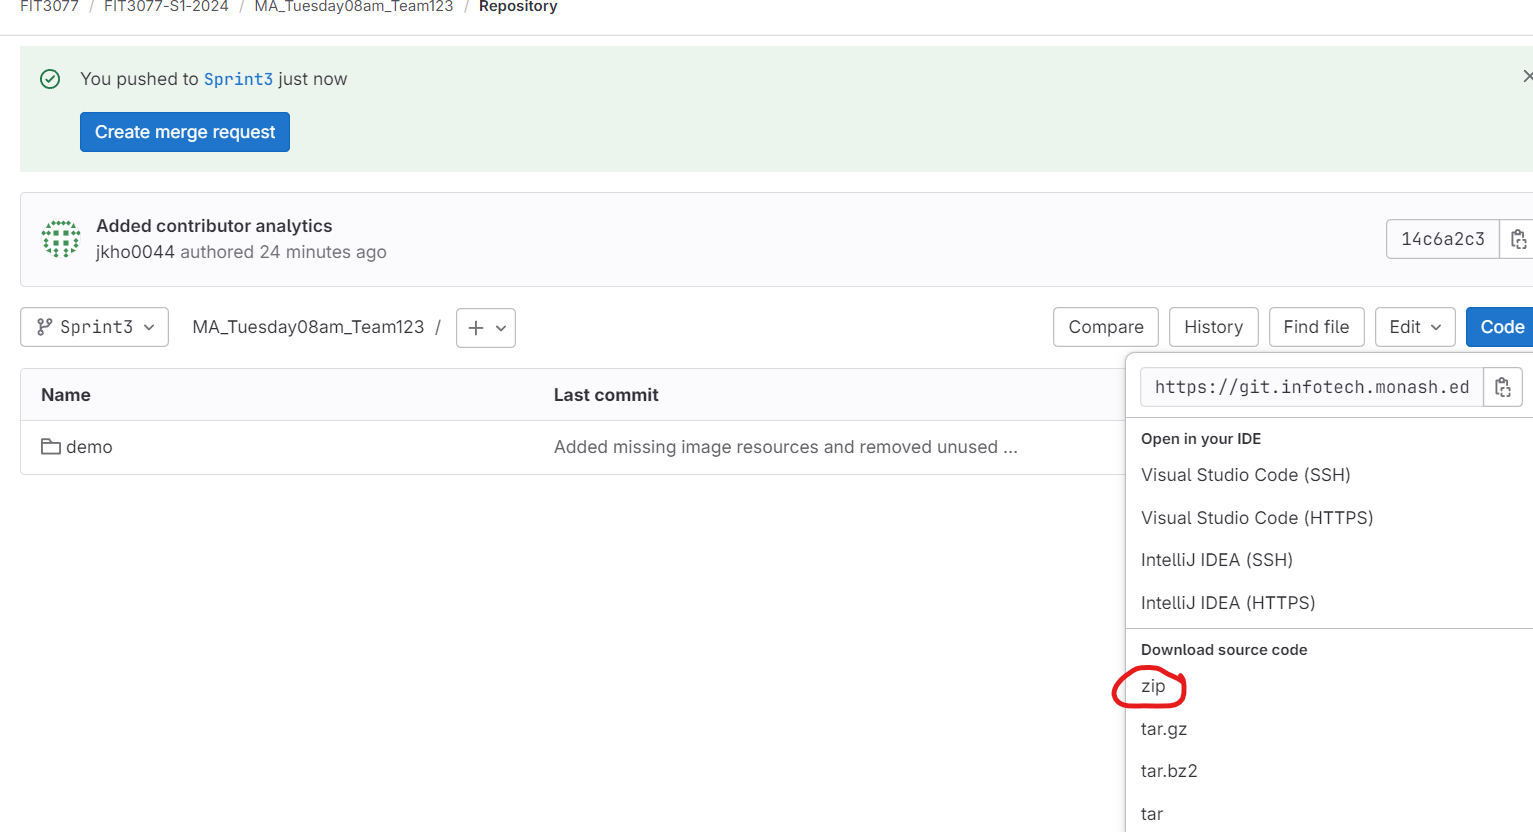 FIT3077 / FIT3077-S1-2024 / MA_Tuesday08am_Team123 / Repository
You pushed to Sprint3 just now
Create merge request
Added contributor analytics
jkho0044 authored 24 minutes ago
14c6a2c3
Sprint3 MA_Tuesday08am_Team123 / + Compare History Find file Edit Code
https://git.infotech.monash.ed
Name Last commit
Open in your IDE
demo Added missing image resources and removed unused ...
Visual Studio Code (SSH)
Visual Studio Code (HTTPS)
IntelliJ IDEA (SSH)
IntelliJ IDEA (HTTPS)
Download source code
zip
tar.gz
tar.bz2
tar